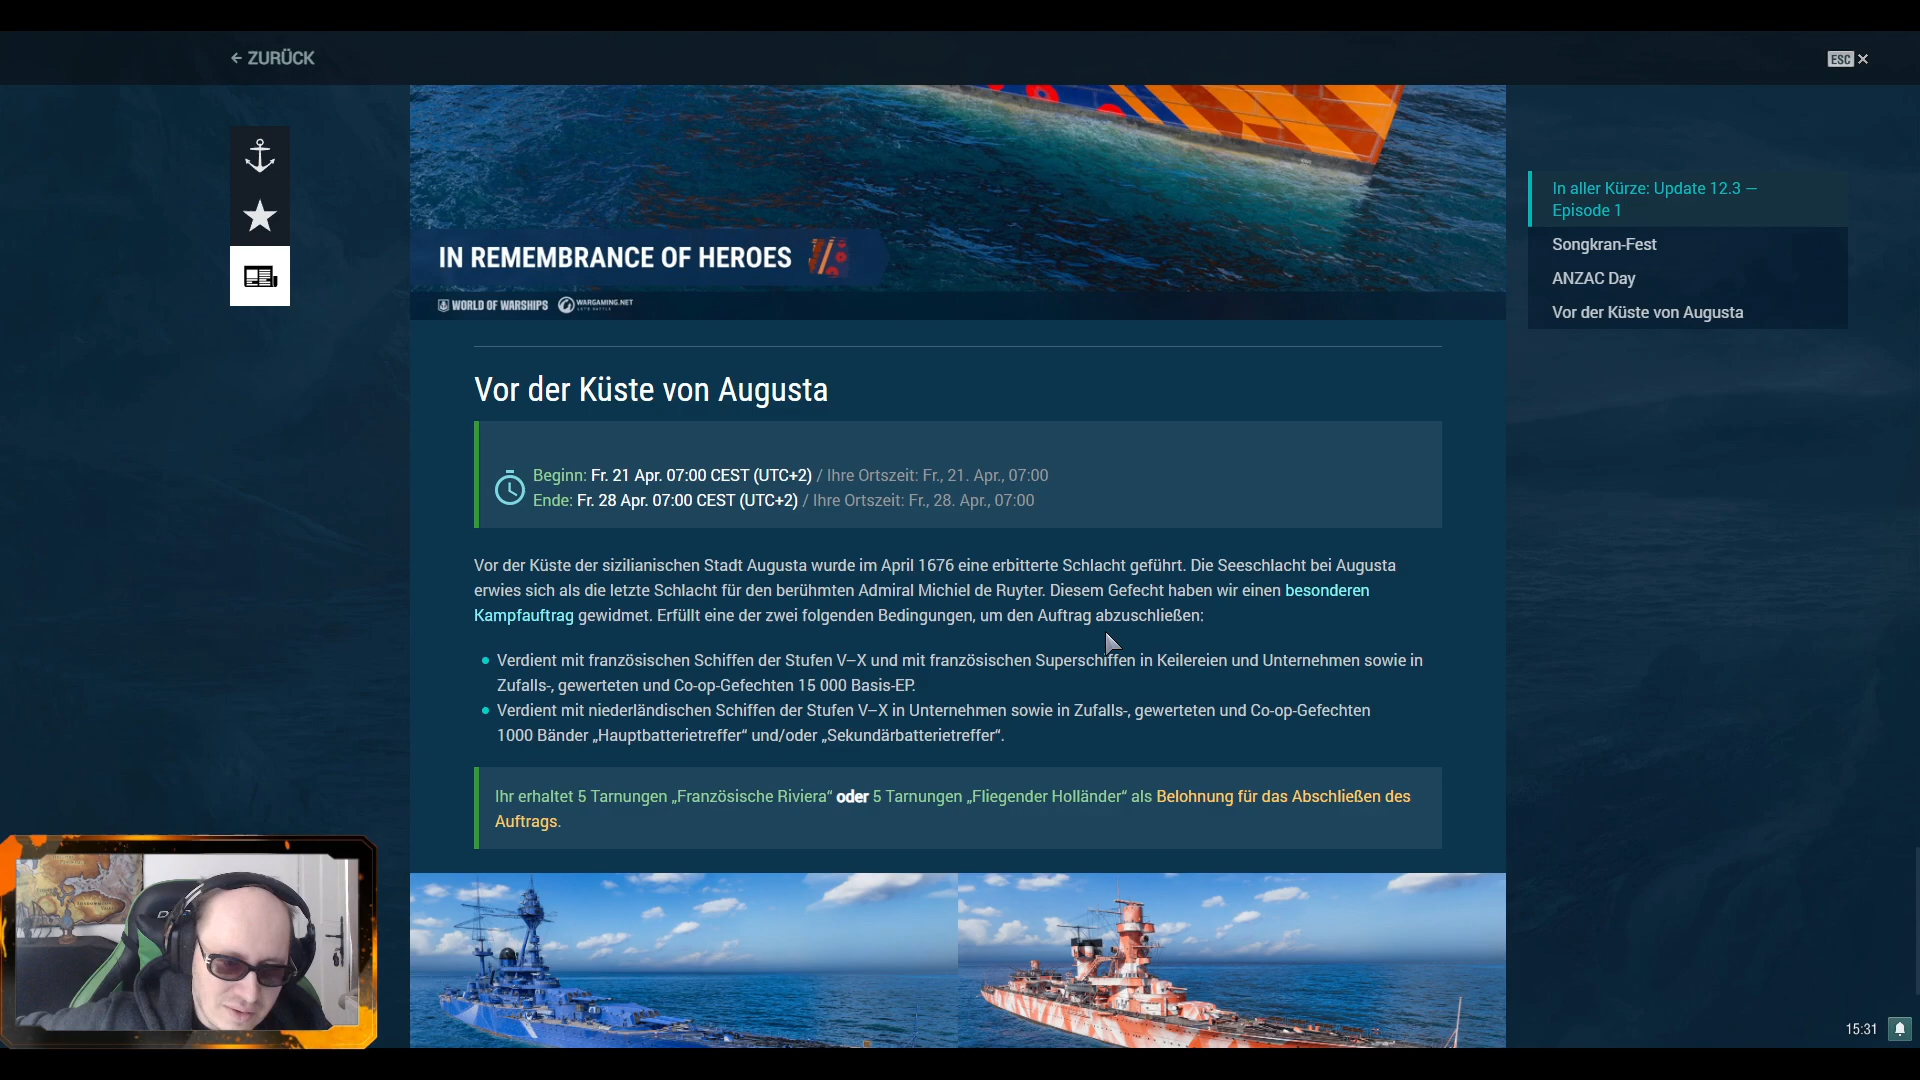 ← ZURÜCK
ESC ×
IN REMEMBRANCE OF HEROES
WORLD OF WARSHIPS WARGAMING.NET
LET'S BATTLE
In aller Kürze: Update 12.3 —
Episode 1
Songkran-Fest
ANZAC Day
Vor der Küste von Augusta
Vor der Küste von Augusta
Beginn: Fr. 21 Apr. 07:00 CEST (UTC+2) / Ihre Ortszeit: Fr., 21. Apr., 07:00
Ende: Fr. 28 Apr. 07:00 CEST (UTC+2) / Ihre Ortszeit: Fr., 28. Apr., 07:00
Vor der Küste der sizilianischen Stadt Augusta wurde im April 1676 eine erbitterte Schlacht geführt. Die Seeschlacht bei Augusta
erwies sich als die letzte Schlacht für den berühmten Admiral Michiel de Ruyter. Diesem Gefecht haben wir einen besonderen
Kampfauftrag gewidmet. Erfüllt eine der zwei folgenden Bedingungen, um den Auftrag abzuschließen:
• Verdient mit französischen Schiffen der Stufen V–X und mit französischen Superschiffen in Keilereien und Unternehmen sowie in
Zufalls-, gewerteten und Co-op-Gefechten 15 000 Basis-EP.
• Verdient mit niederländischen Schiffen der Stufen V–X in Unternehmen sowie in Zufalls-, gewerteten und Co-op-Gefechten
1000 Bänder „Hauptbatterietreffer“ und/oder „Sekundärbatterietreffer“.
Ihr erhaltet 5 Tarnungen „Französische Riviera“ oder 5 Tarnungen „Fliegender Holländer“ als Belohnung für das Abschließen des
Auftrags.
15:31